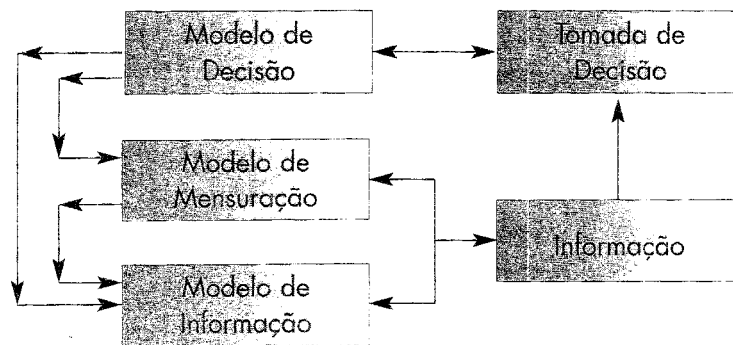 Modelo de
Decisão
Tomada de
Decisão
Modelo de
Mensuração
Informação
Modelo de
Informação